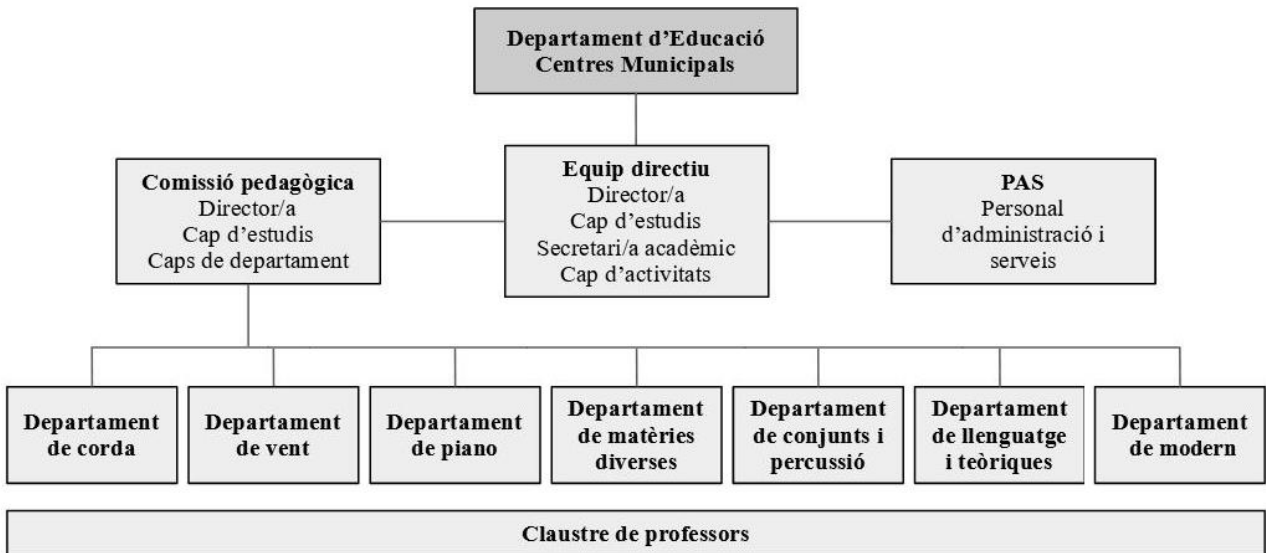 Departament d’Educació
Centres Municipals
Comissió pedagògica
Director/a
Cap d’estudis
Caps de departament
Equip directiu
Director/a
Cap d’estudis
Secretari/a acadèmic
Cap d’activitats
PAS
Personal
d’administració i
serveis
Departament
de corda
Departament
de vent
Departament
de piano
Departament
de matèries
diverses
Departament
de conjunts i
percussió
Departament
de llenguatge
i teòriques
Departament
de modern
Claustre de professors